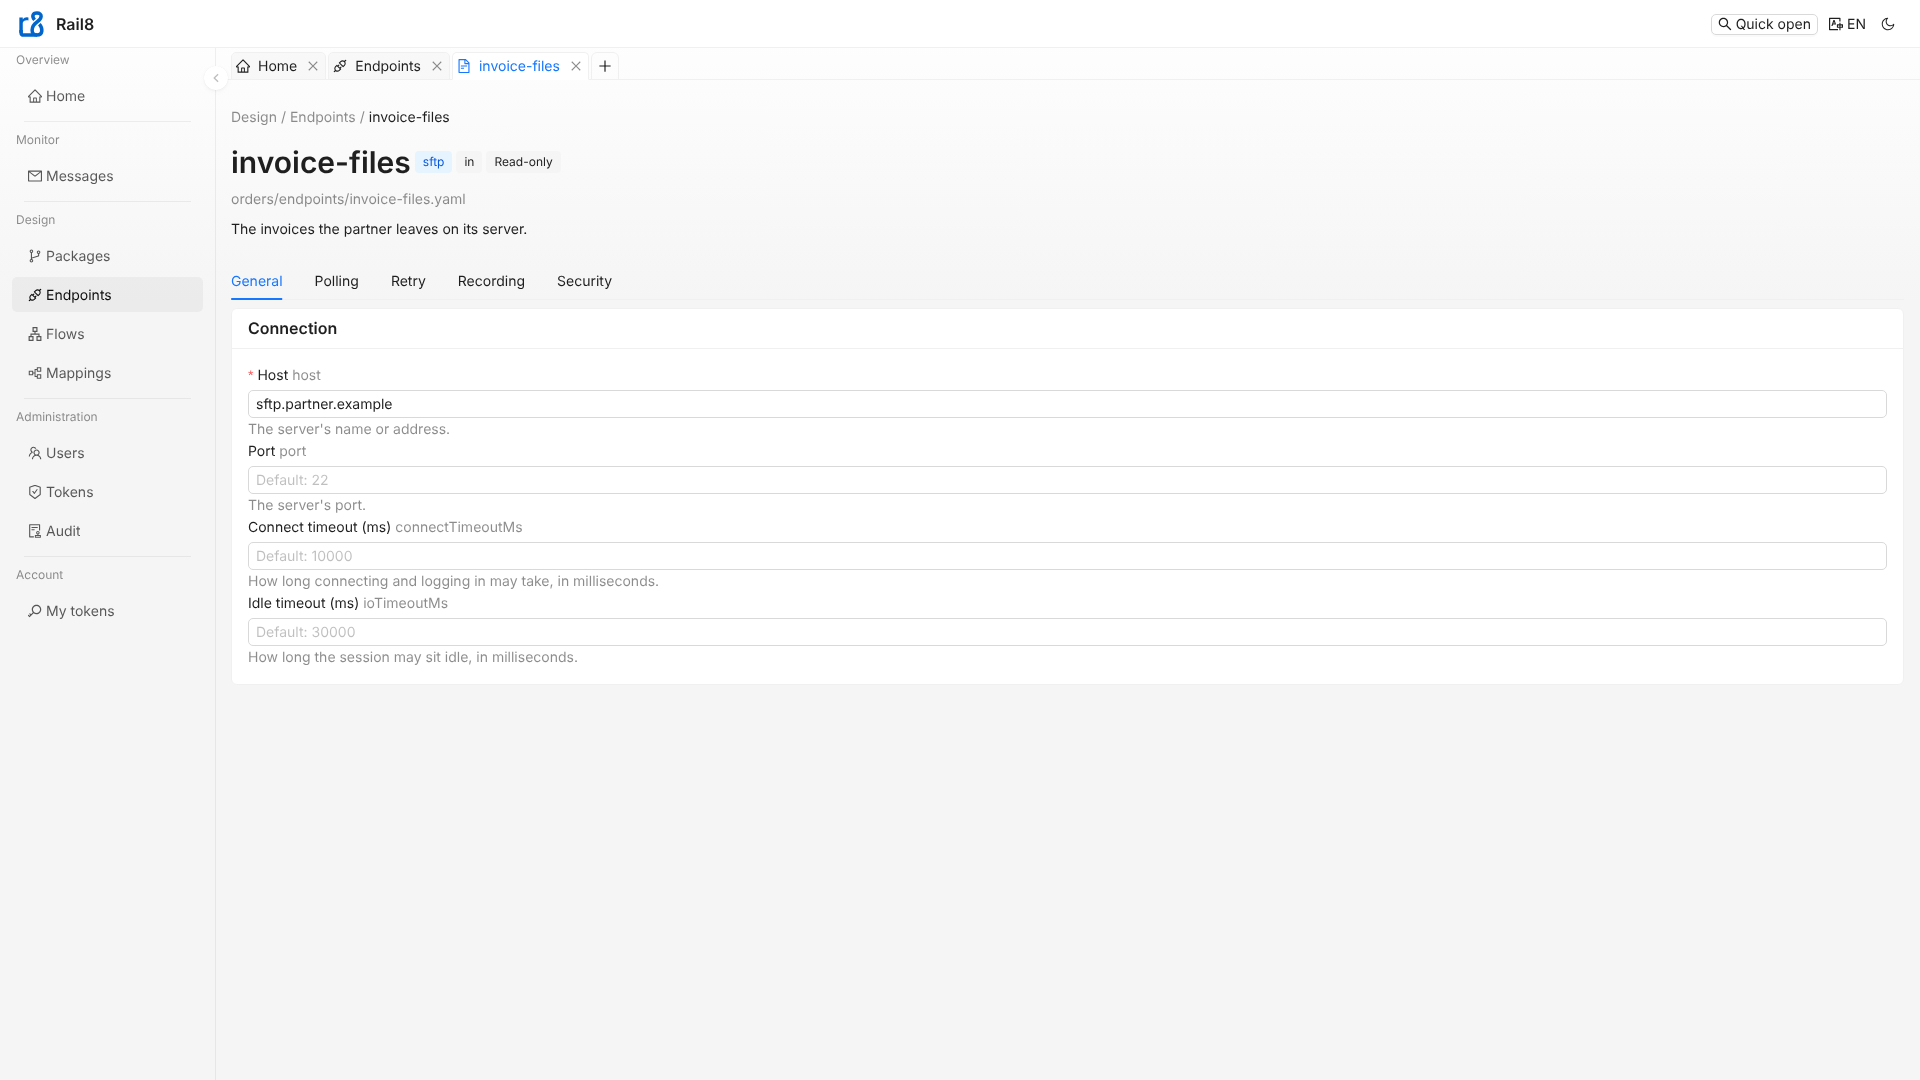 Rail8
Quick open
EN
Overview
Home
Monitor
Messages
Design
Packages
Endpoints
Flows
Mappings
Administration
Users
Tokens
Audit
Account
My tokens
Home
Endpoints
invoice-files
Design / Endpoints / invoice-files
invoice-files sftp in Read-only
orders/endpoints/invoice-files.yaml
The invoices the partner leaves on its server.
General Polling Retry Recording Security
Connection
* Host host
sftp.partner.example
The server's name or address.
Port port
Default: 22
The server's port.
Connect timeout (ms) connectTimeoutMs
Default: 10000
How long connecting and logging in may take, in milliseconds.
Idle timeout (ms) ioTimeoutMs
Default: 30000
How long the session may sit idle, in milliseconds.